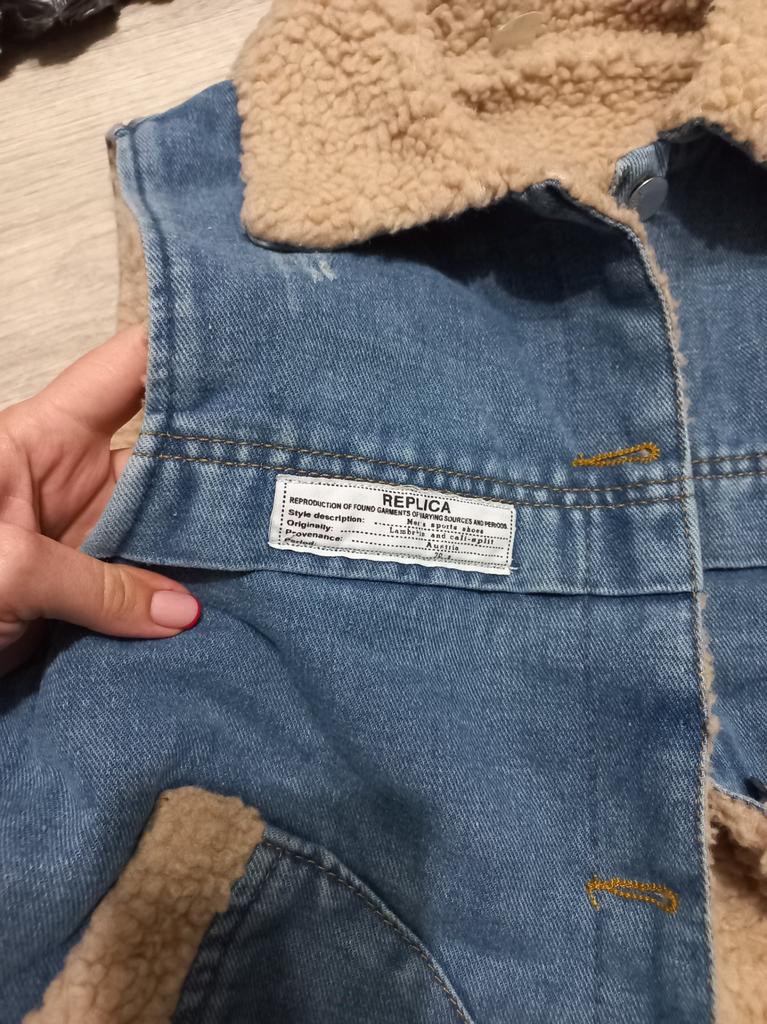 REPLICA
REPRODUCTION OF FOUND GARMENTS OF VARYING SOURCES AND PERIODS
Style description: Men's sports shoes
Originally: Lambskin and calf-split
Provenance: Austria
Period: